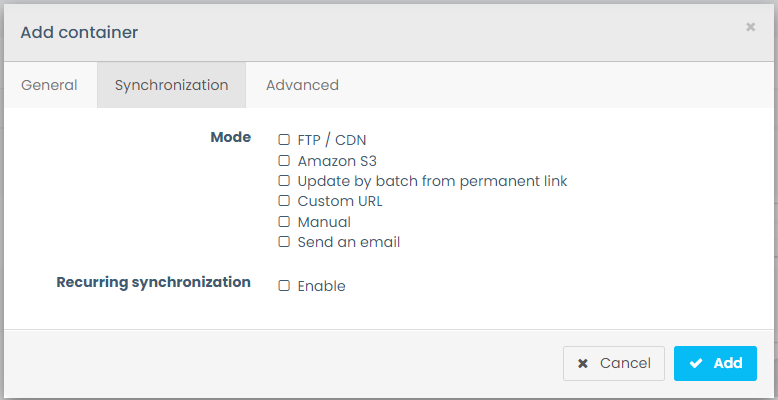 Add container
General Synchronization Advanced
Mode
FTP / CDN
Amazon S3
Update by batch from permanent link
Custom URL
Manual
Send an email
Recurring synchronization Enable
Cancel Add